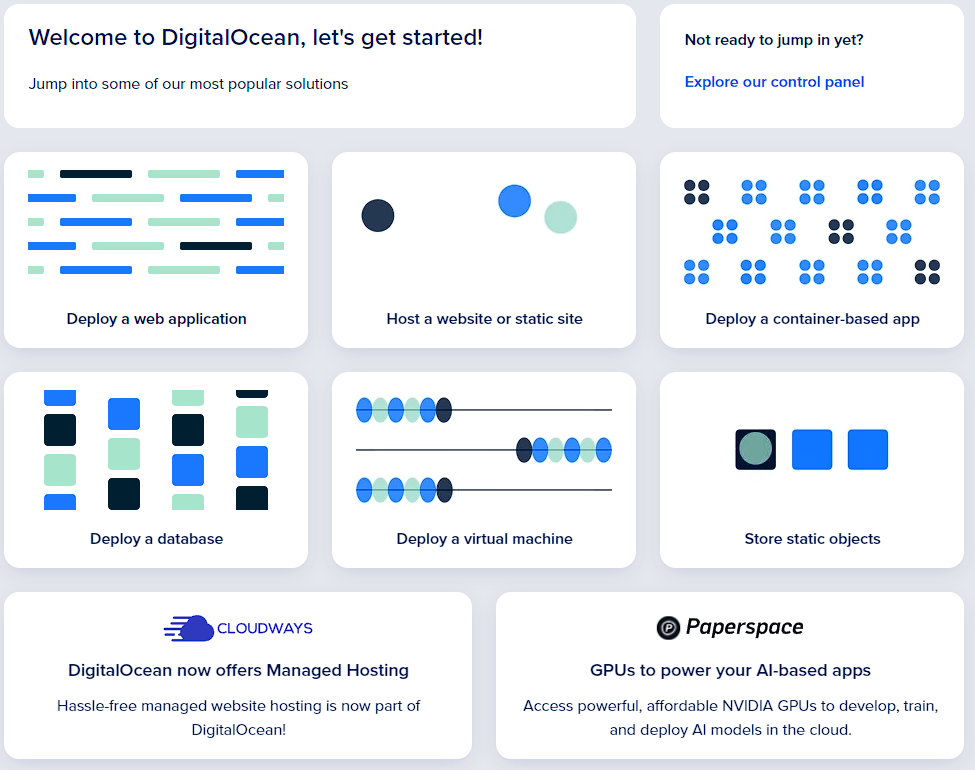 Welcome to DigitalOcean, let's get started!
Jump into some of our most popular solutions
Not ready to jump in yet?
Explore our control panel
Deploy a web application
Host a website or static site
Deploy a container-based app
Deploy a database
Deploy a virtual machine
Store static objects
CLOUDWAYS
DigitalOcean now offers Managed Hosting
Hassle-free managed website hosting is now part of
DigitalOcean!
P Paperspace
GPUs to power your AI-based apps
Access powerful, affordable NVIDIA GPUs to develop, train,
and deploy AI models in the cloud.